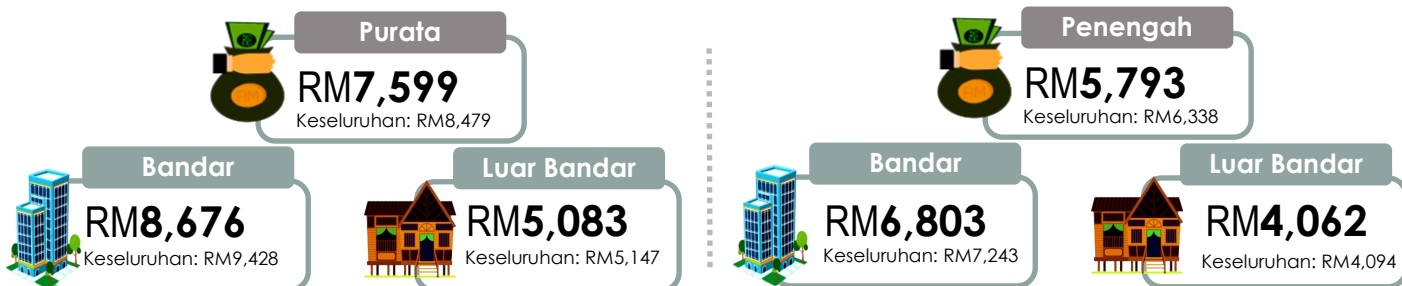 Purata
RM7,599
Keseluruhan: RM8,479
Bandar
RM8,676
Keseluruhan: RM9,428
Luar Bandar
RM5,083
Keseluruhan: RM5,147
Penengah
RM5,793
Keseluruhan: RM6,338
Bandar
RM6,803
Keseluruhan: RM7,243
Luar Bandar
RM4,062
Keseluruhan: RM4,094